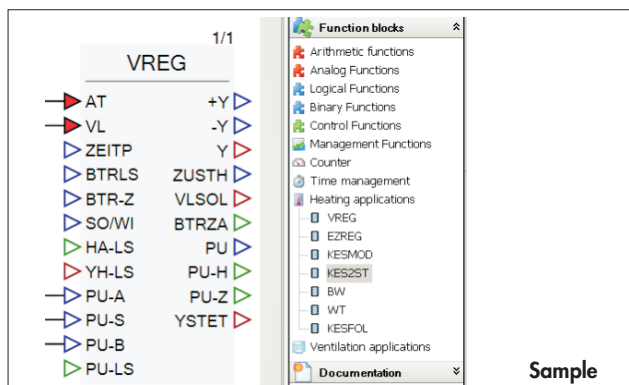 1/1
VREG
AT
+Y
VL
-Y
ZEITP
Y
BTRLS
ZUSTH
BTR-Z
VLSOL
SO/WI
BTRZA
HA-LS
PU
YH-LS
PU-H
PU-A
PU-Z
PU-S
YSTET
PU-B
PU-LS
Function blocks
Arithmetic functions
Analog Functions
Logical Functions
Binary Functions
Control Functions
Management Functions
Counter
Time management
Heating applications
VREG
EZREG
KESMOD
KES2ST
BW
WT
KESFOL
Ventilation applications
Documentation
Sample